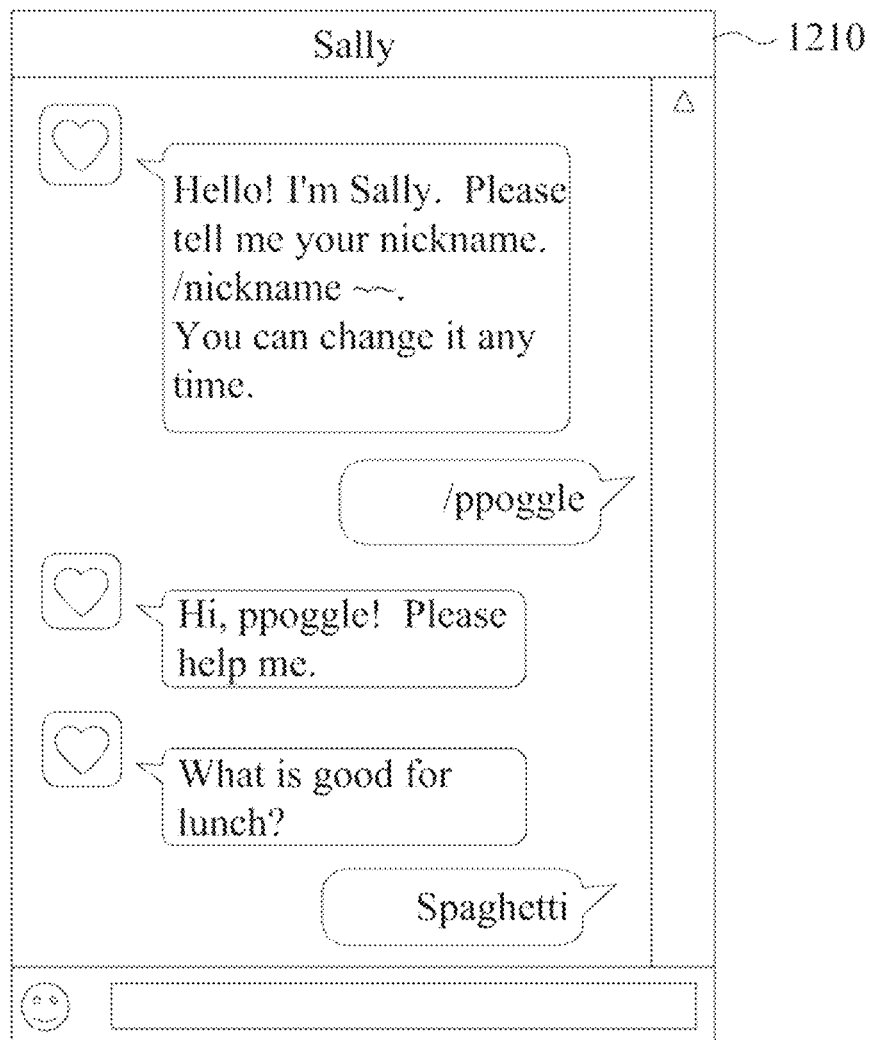 Sally
1210
Hello! I'm Sally.  Please
tell me your nickname.
/nickname ~~.
You can change it any
time.
/ppoggle
Hi, ppoggle!  Please
help me.
What is good for
lunch?
Spaghetti